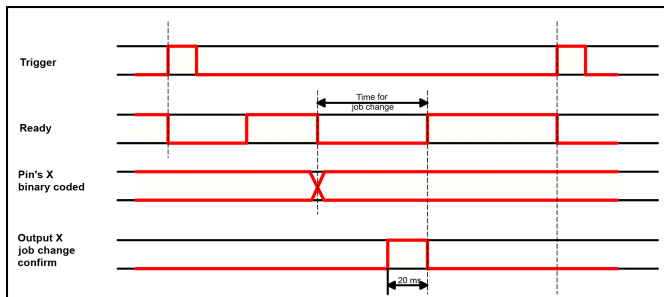 Trigger
Time for
job change
Ready
Pin's X
binary coded
Output X
job change
confirm
20 ms